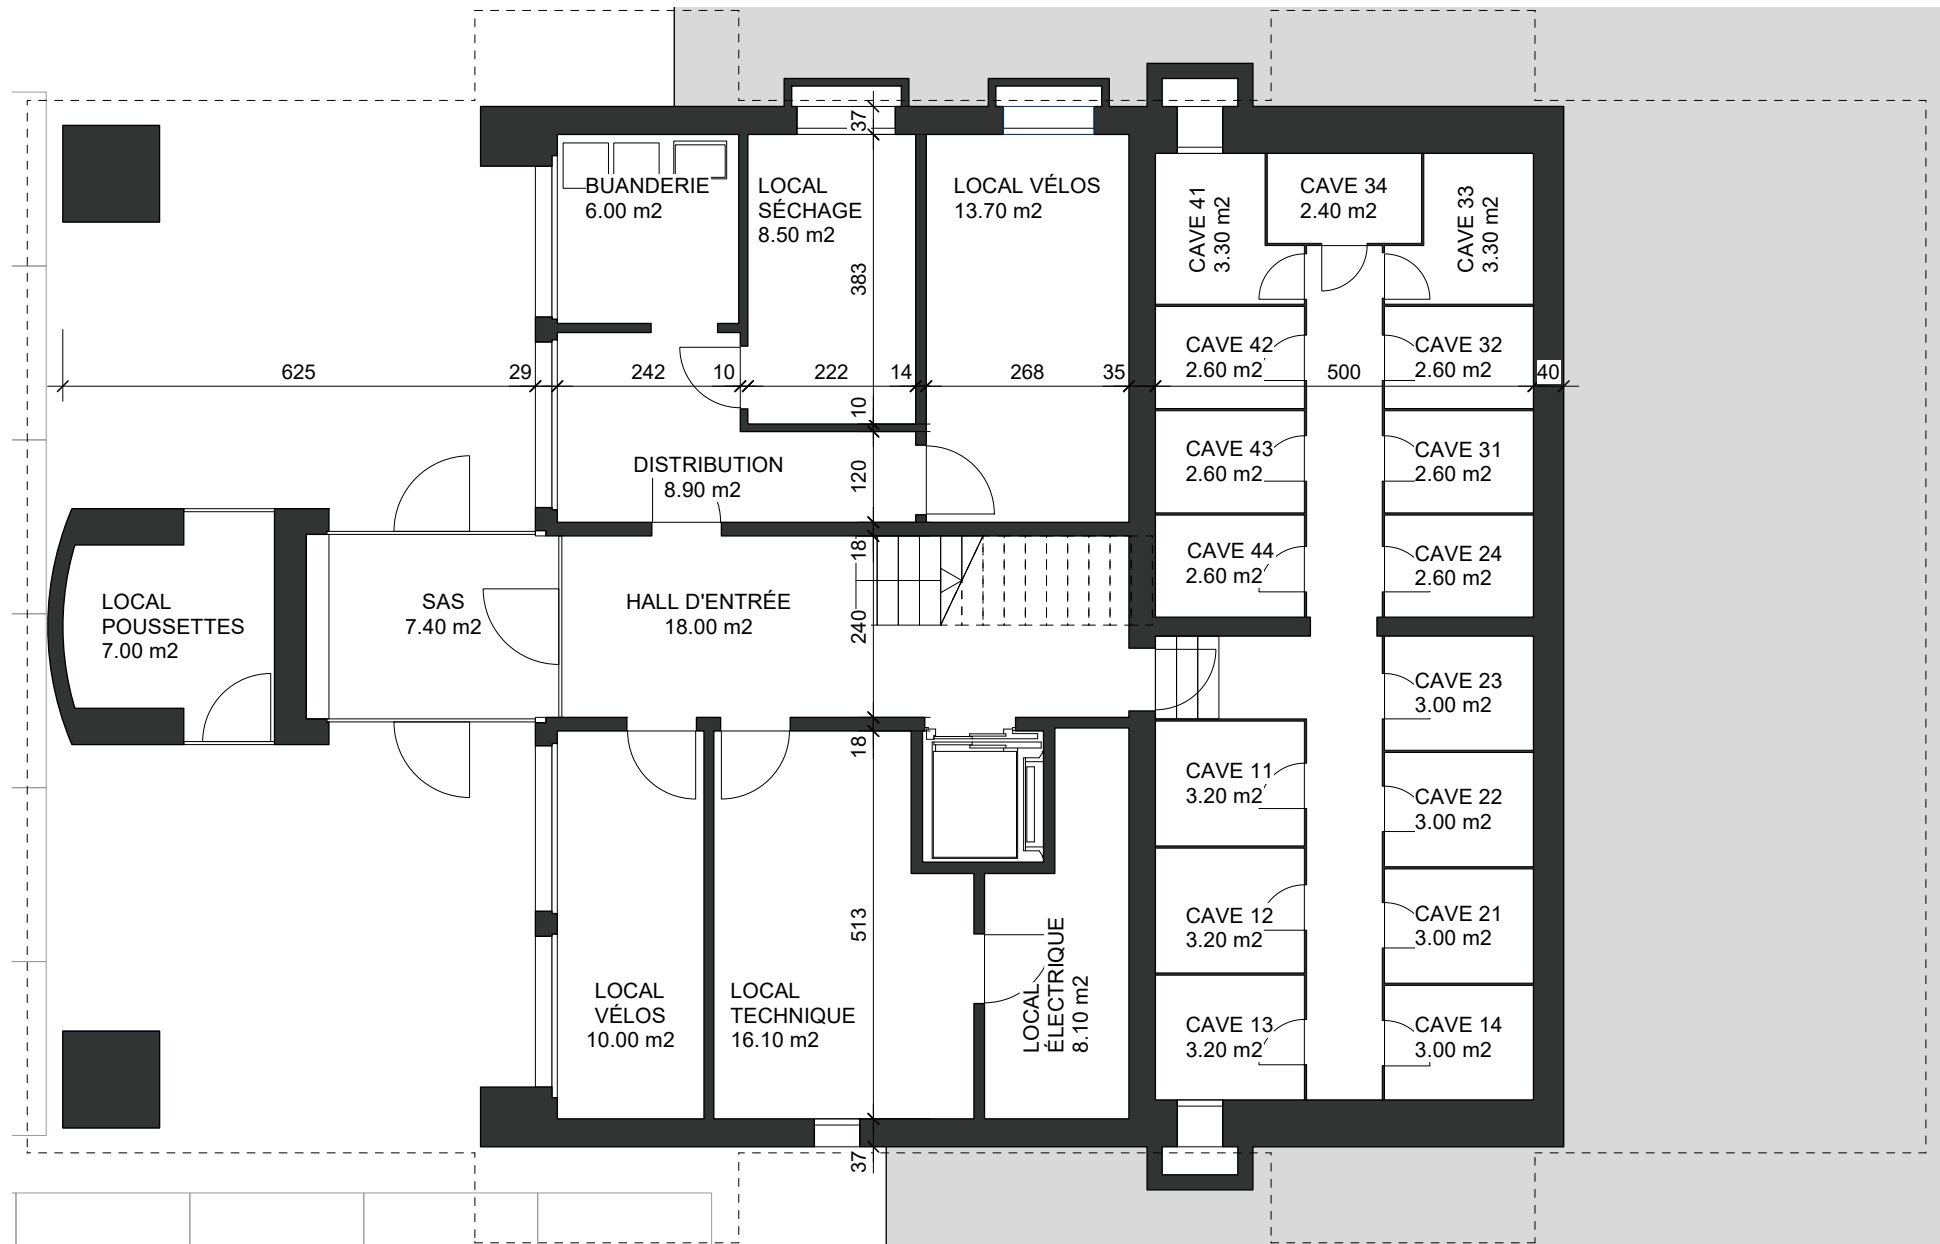 37
BUANDERIE
6.00 m2
LOCAL
SÉCHAGE
8.50 m2
LOCAL VÉLOS
13.70 m2
CAVE 41
3.30 m2
CAVE 34
2.40 m2
CAVE 33
3.30 m2
383
CAVE 42
2.60 m2
CAVE 32
2.60 m2
625
29
242
10
222
14
268
35
500
40
10
CAVE 43
2.60 m2
CAVE 31
2.60 m2
DISTRIBUTION
8.90 m2
120
18
CAVE 44
2.60 m2
CAVE 24
2.60 m2
LOCAL
POUSSETTES
7.00 m2
SAS
7.40 m2
HALL D'ENTRÉE
18.00 m2
240
CAVE 23
3.00 m2
18
CAVE 11
3.20 m2
CAVE 22
3.00 m2
513
CAVE 12
3.20 m2
CAVE 21
3.00 m2
LOCAL
VÉLOS
10.00 m2
LOCAL
TECHNIQUE
16.10 m2
LOCAL
ÉLECTRIQUE
8.10 m2
CAVE 13
3.20 m2
CAVE 14
3.00 m2
37